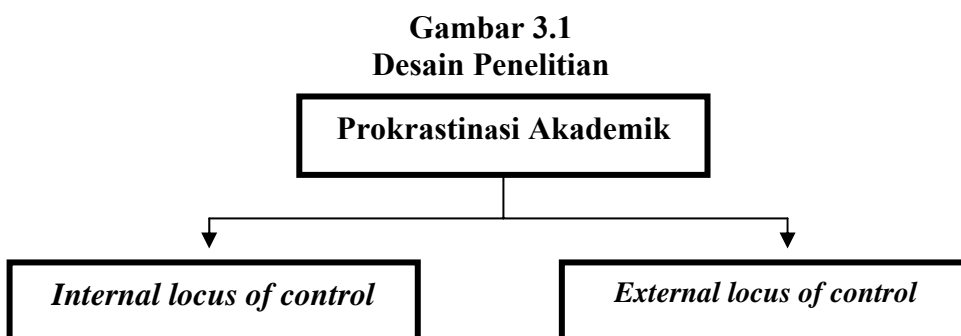 Gambar 3.1
Desain Penelitian
Prokrastinasi Akademik
Internal locus of control
External locus of control